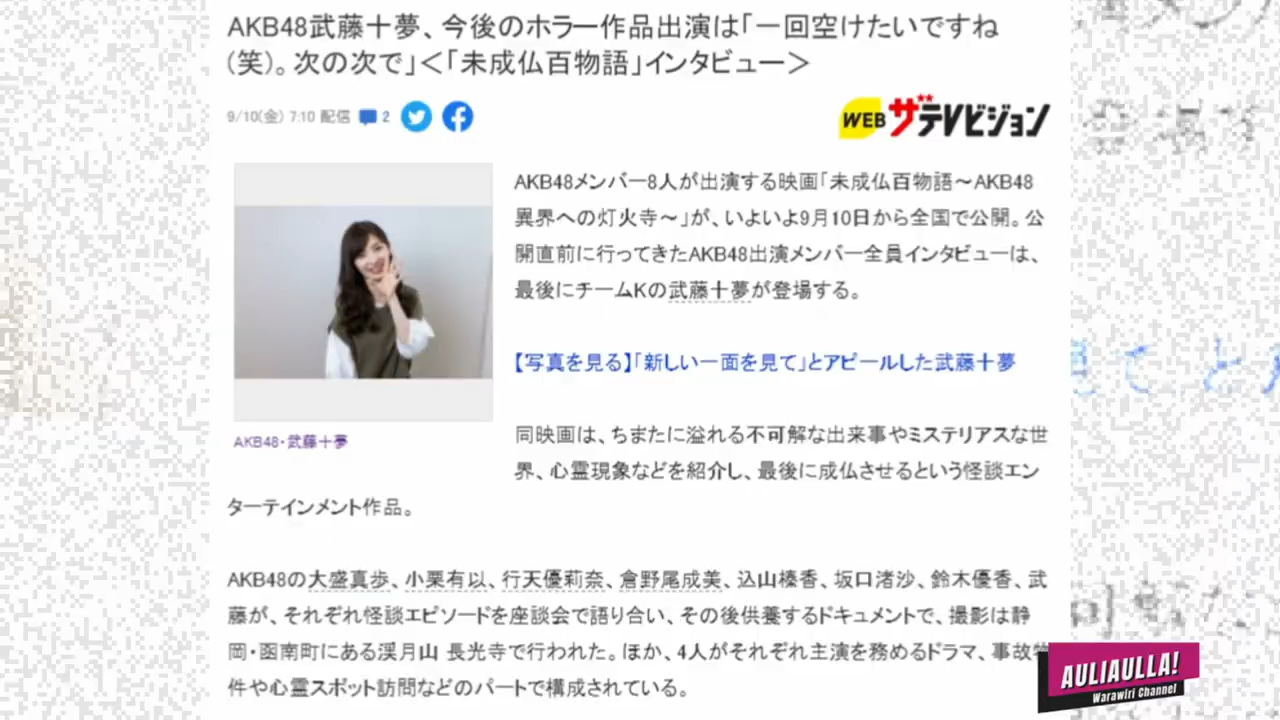 AKB48武藤十夢、今後のホラー作品出演は「一回空けたいですね
(笑)。次の次で」<「未成仏百物語」インタビュー>
9/10(金) 7:10 配信 2
WEBザテレビジョン
AKB48メンバー8人が出演する映画「未成仏百物語～AKB48
異界への灯火寺～」が、いよいよ9月10日から全国で公開。公
開直前に行ってきたAKB48出演メンバー全員インタビューは、
最後にチームKの武藤十夢が登場する。
【写真を見る】「新しい一面を見て」とアピールした武藤十夢
AKB48・武藤十夢
同映画は、ちまたに溢れる不可解な出来事やミステリアスな世
界、心霊現象などを紹介し、最後に成仏させるという怪談エン
ターテインメント作品。
AKB48の大盛真歩、小栗有以、行天優莉奈、倉野尾成美、込山榛香、坂口渚沙、鈴木優香、武
藤が、それぞれ怪談エピソードを座談会で語り合い、その後供養するドキュメントで、撮影は静
岡・函南町にある渓月山 長光寺で行われた。ほか、4人がそれぞれ主演を務めるドラマ、事故物
件や心霊スポット訪問などのパートで構成されている。
AULIAULLA!
Warawiri Channel